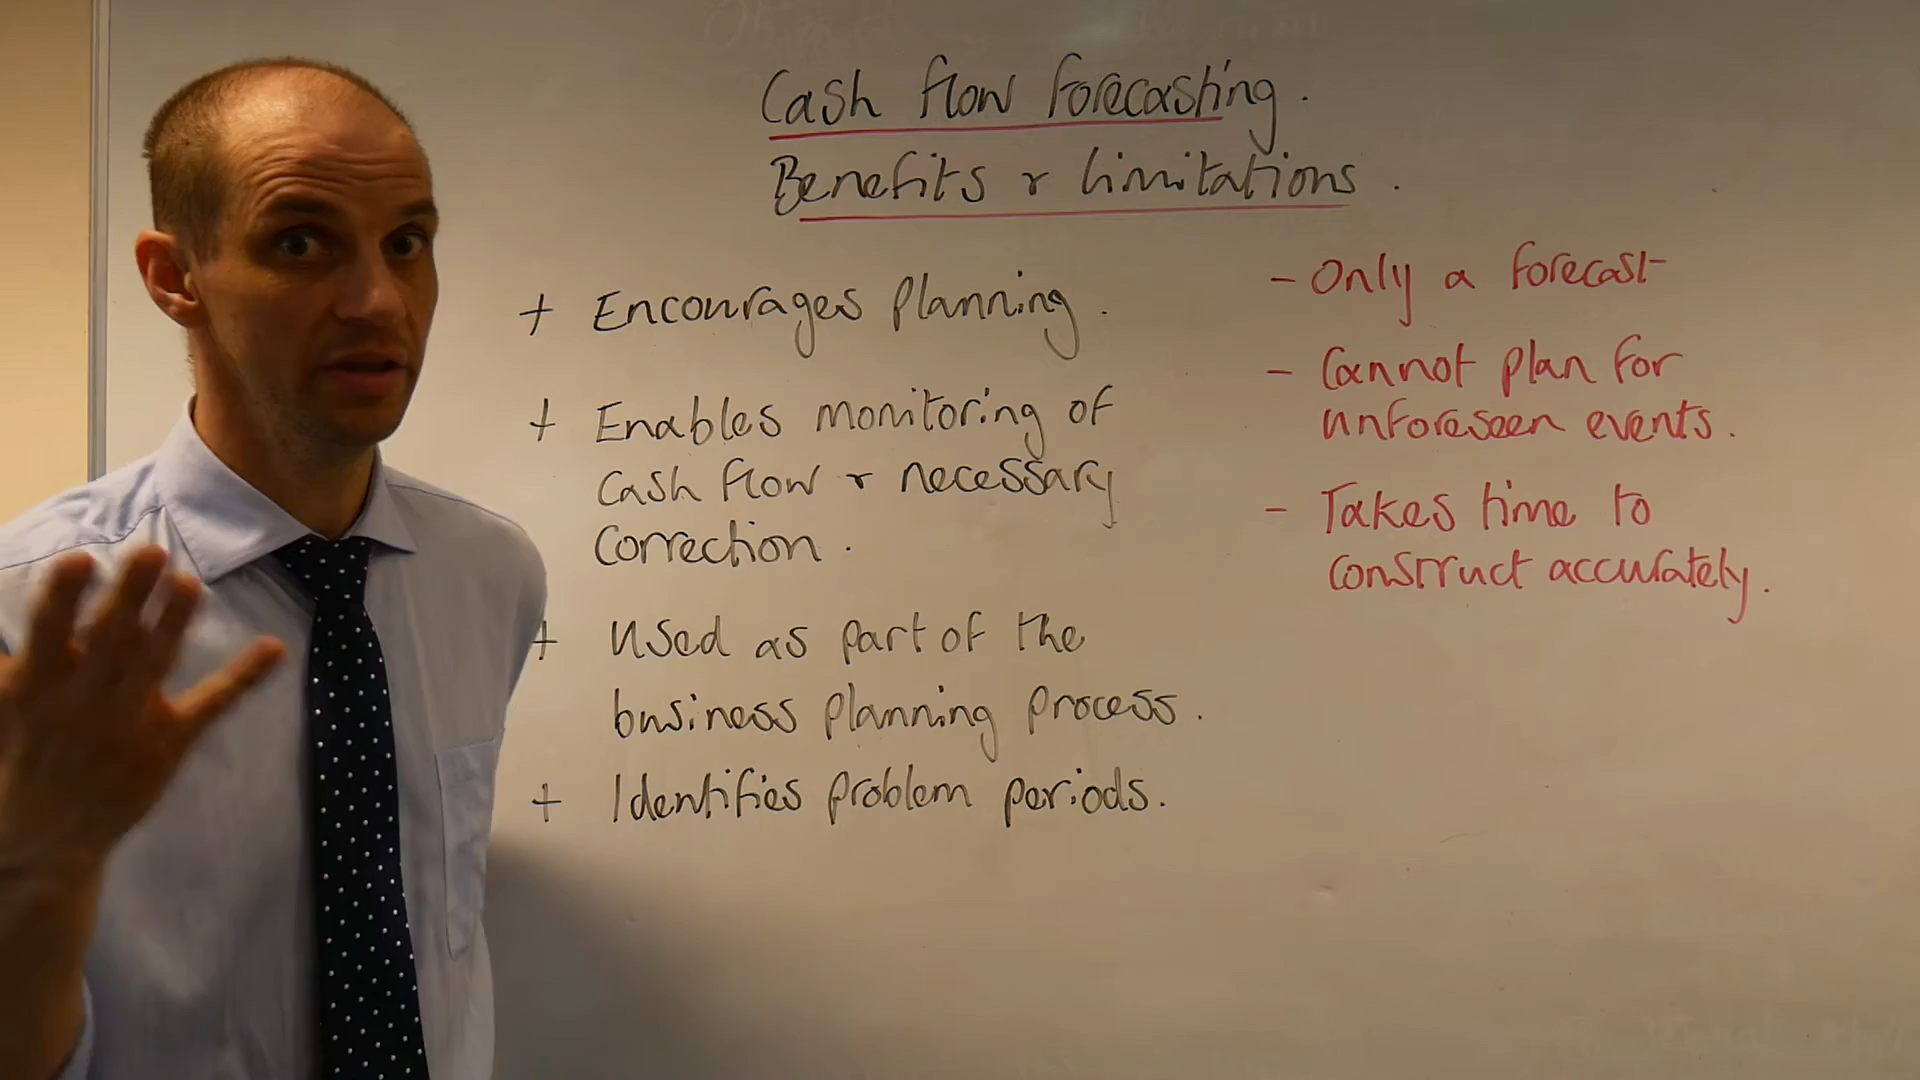 Cash flow forecasting.
Benefits & limitations.
+ Encourages planning.
+ Enables monitoring of
cash flow & necessary
correction.
+ Used as part of the
business planning process.
+ Identifies problem periods.
- Only a forecast
- Cannot plan for
unforeseen events.
- Takes time to
construct accurately.